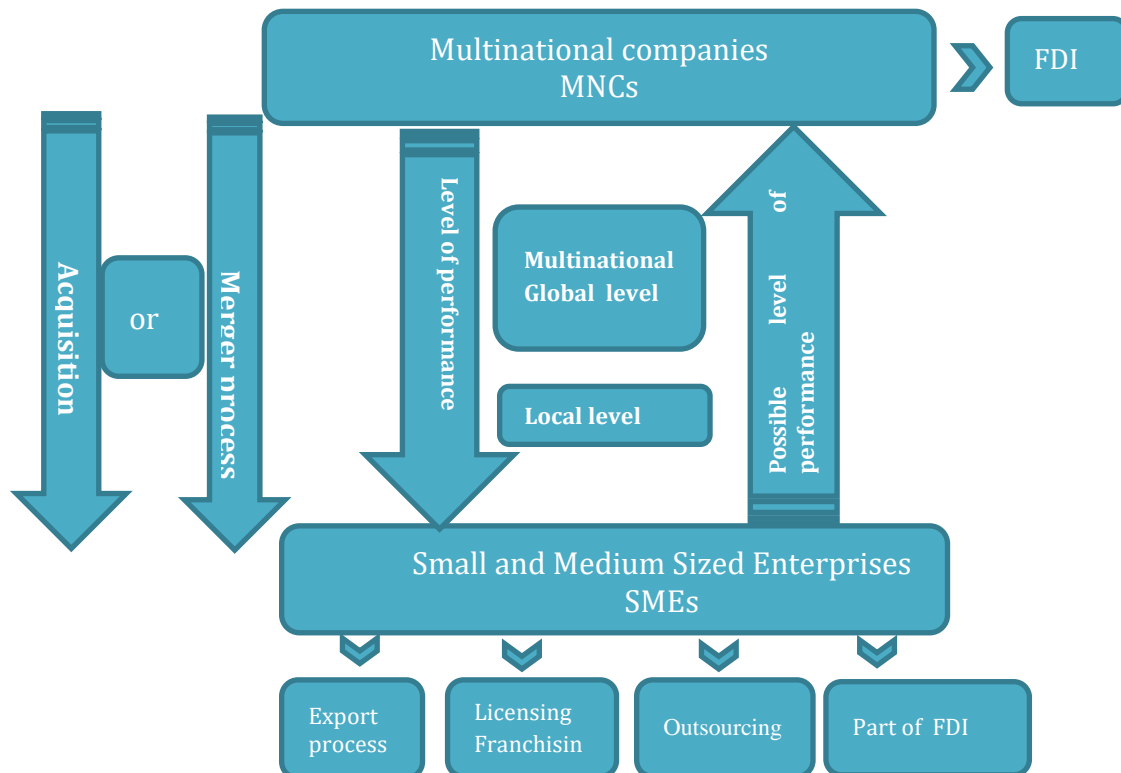 Multinational companies
MNCs
FDI
Acquisition
or
Merger process
Level of performance
Multinational
Global level
Local level
Possible level of
performance
Small and Medium Sized Enterprises
SMEs
Export
process
Licensing
Franchisin
Outsourcing
Part of FDI